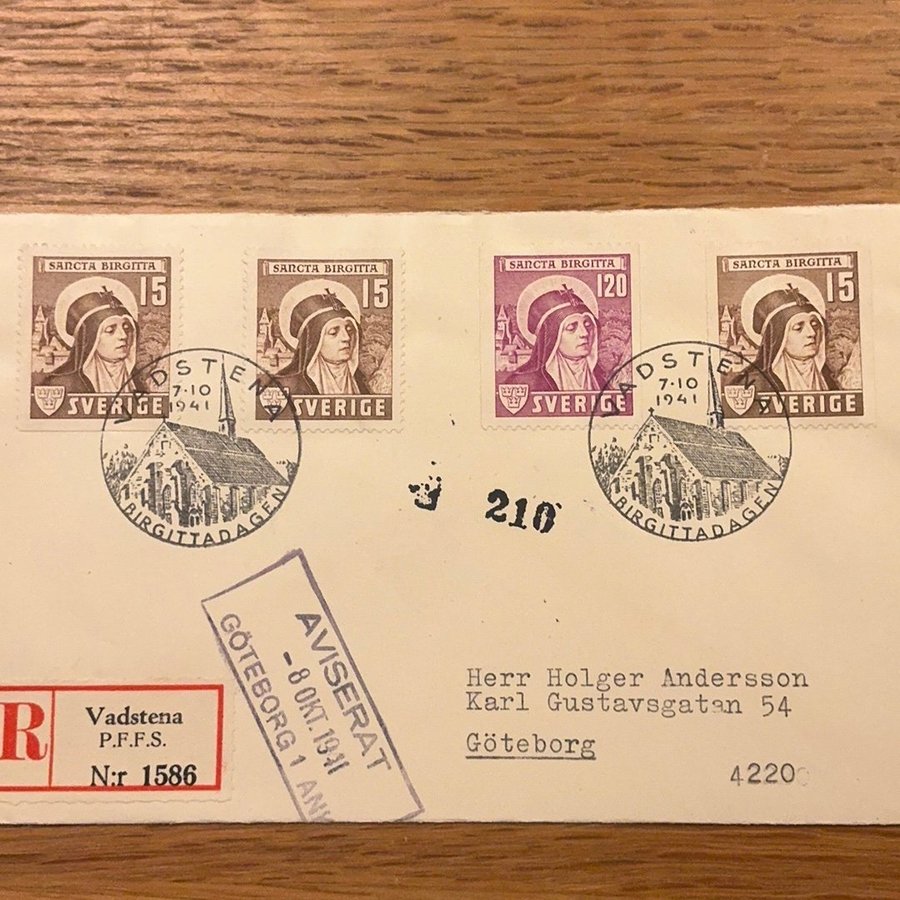 SANCTA BIRGITTA
15
SVERIGE
SANCTA BIRGITTA
15
SVERIGE
SANCTA BIRGITTA
120
SVERIGE
SANCTA BIRGITTA
15
SVERIGE
VADSTENA
7·10
1941
BIRGITTADAGEN
VADSTENA
7·10
1941
BIRGITTADAGEN
210
AVISERAT
-8 OKT. 1941
GÖTEBORG 1
R
Vadstena
P.F.F.S.
N:r 1586
Herr Holger Andersson
Karl Gustavsgatan 54
Göteborg
4220